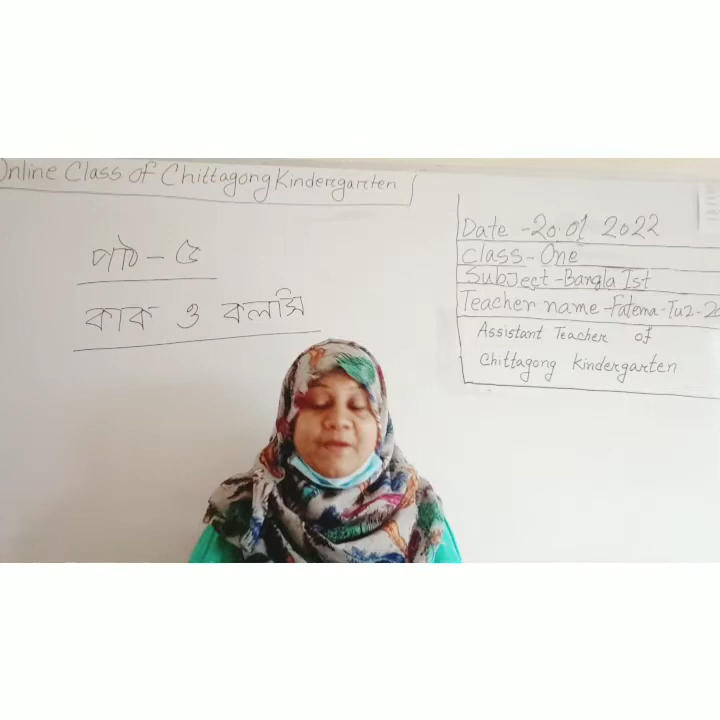 Online Class of Chittagong Kindergarten
পাঠ - ৫
কাক ও কলসি
Date - 20.01 2022
Class - One
Subject - Bangla Ist
Teacher name - Fatema - Tuz -
Assistant Teacher of
Chittagong Kindergarten